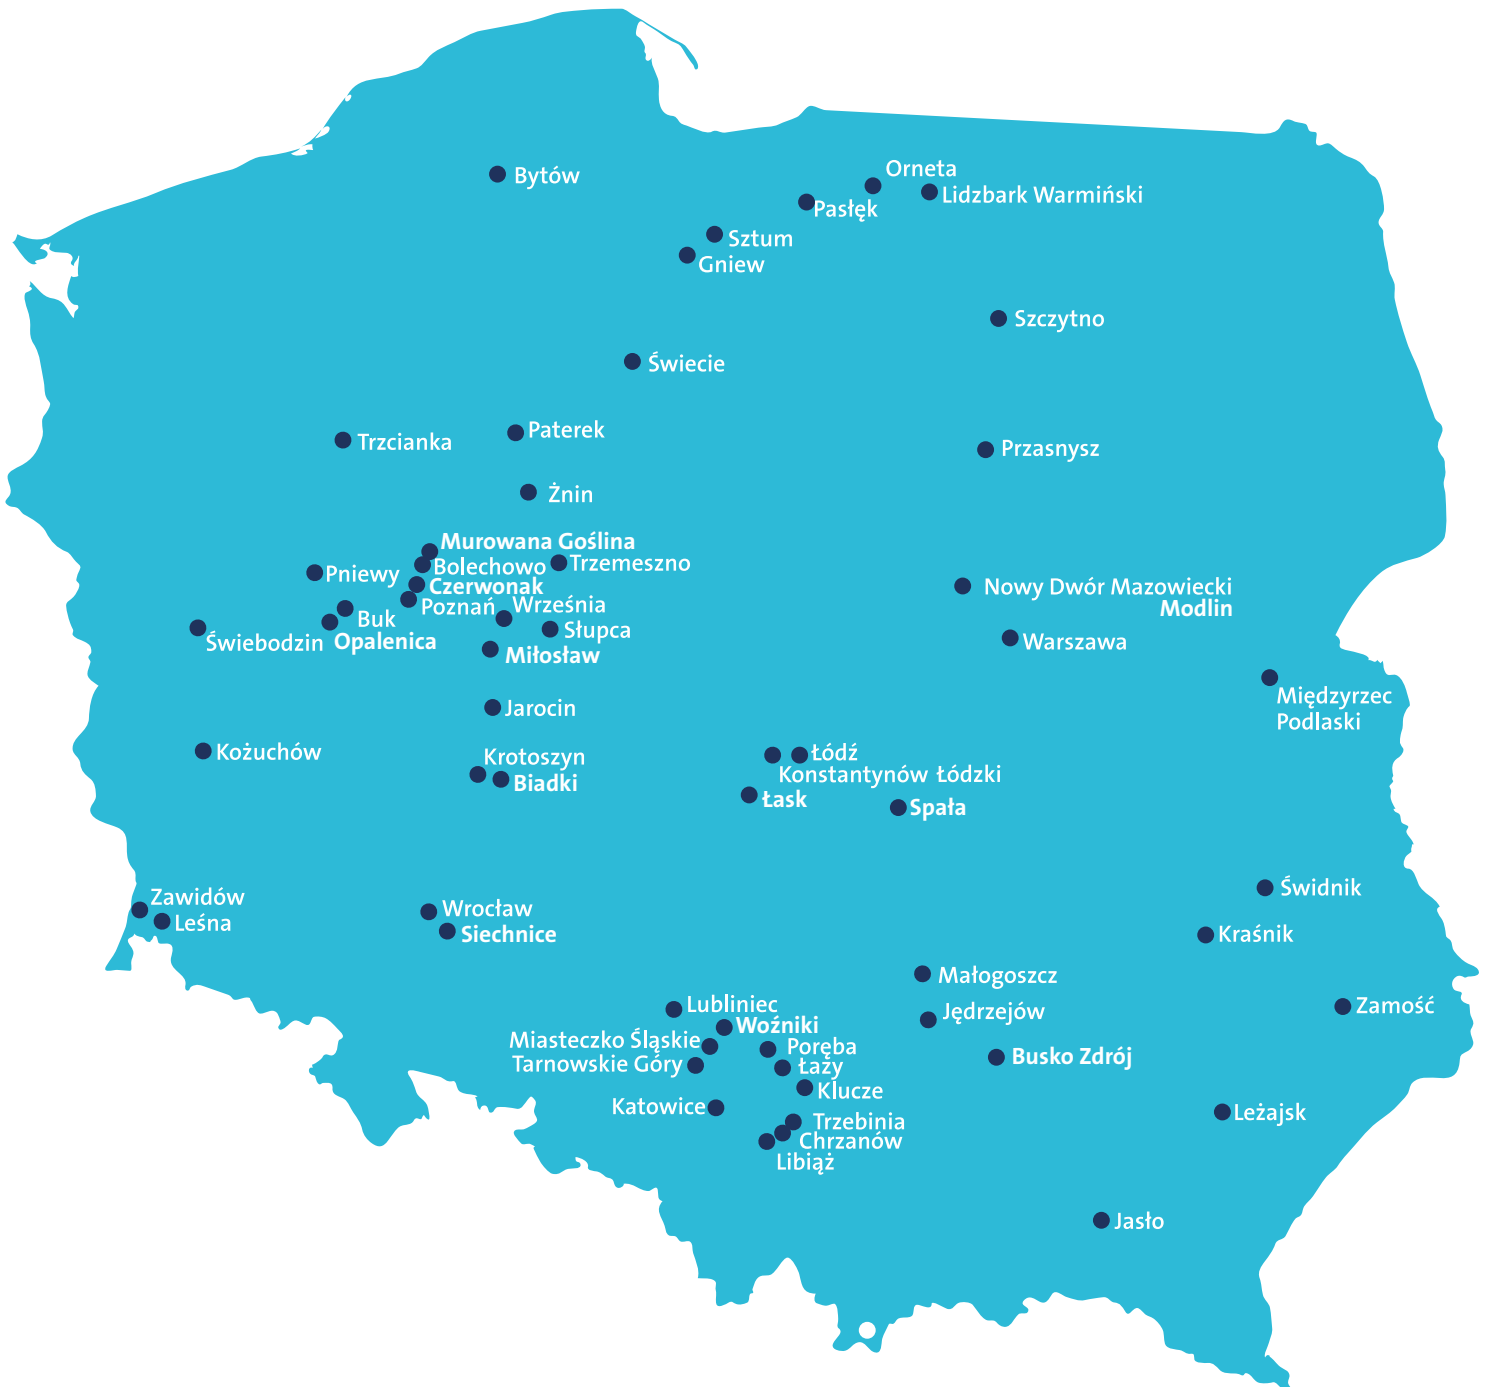 Bytów
Orneta
Lidzbark Warmiński
Pasłęk
Sztum
Gniew
Szczytno
Świecie
Paterek
Trzcianka
Przasnysz
Żnin
Murowana Goślina
Bolechowo
Trzemeszno
Pniewy
Czerwonak
Nowy Dwór Mazowiecki
Modlin
Poznań
Września
Buk
Słupca
Świebodzin
Opalenica
Warszawa
Miłosław
Międzyrzec
Podlaski
Jarocin
Kożuchów
Krotoszyn
Biadki
Łódź
Konstantynów Łódzki
Łask
Spała
Świdnik
Zawidów
Leśna
Wrocław
Siechnice
Kraśnik
Małogoszcz
Lubliniec
Jędrzejów
Zamość
Woźniki
Miasteczko Śląskie
Poręba
Busko Zdrój
Tarnowskie Góry
Łazy
Klucze
Katowice
Leżajsk
Trzebinia
Chrzanów
Libiąż
Jasło